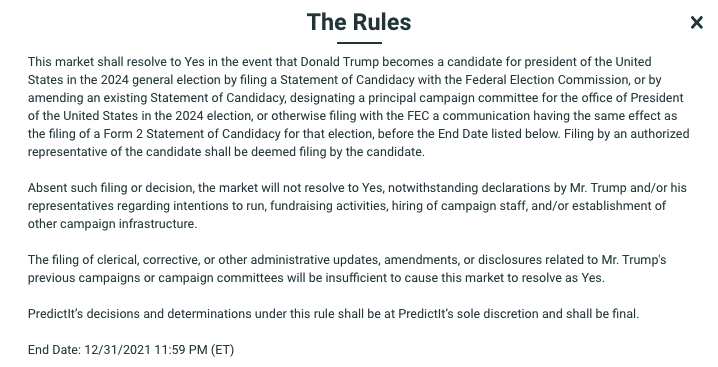 The Rules
This market shall resolve to Yes in the event that Donald Trump becomes a candidate for president of the United
States in the 2024 general election by filing a Statement of Candidacy with the Federal Election Commission, or by
amending an existing Statement of Candidacy, designating a principal campaign committee for the office of President
of the United States in the 2024 election, or otherwise filing with the FEC a communication having the same effect as
the filing of a Form 2 Statement of Candidacy for that election, before the End Date listed below. Filing by an authorized
representative of the candidate shall be deemed filing by the candidate.
Absent such filing or decision, the market will not resolve to Yes, notwithstanding declarations by Mr. Trump and/or his
representatives regarding intentions to run, fundraising activities, hiring of campaign staff, and/or establishment of
other campaign infrastructure.
The filing of clerical, corrective, or other administrative updates, amendments, or disclosures related to Mr. Trump's
previous campaigns or campaign committees will be insufficient to cause this market to resolve as Yes.
PredictIt’s decisions and determinations under this rule shall be at PredictIt’s sole discretion and shall be final.
End Date: 12/31/2021 11:59 PM (ET)